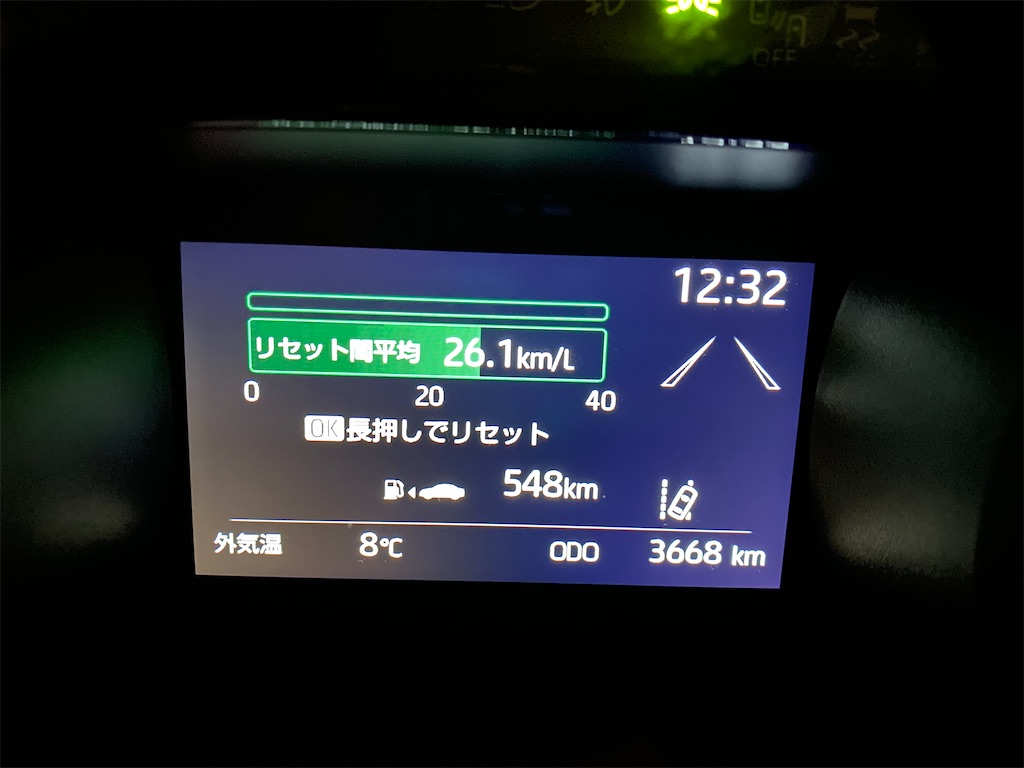 OFF
12:32
リセット間平均 26.1km/L
0 20 40
OK長押しでリセット
548km
外気温 8℃ ODO 3668 km